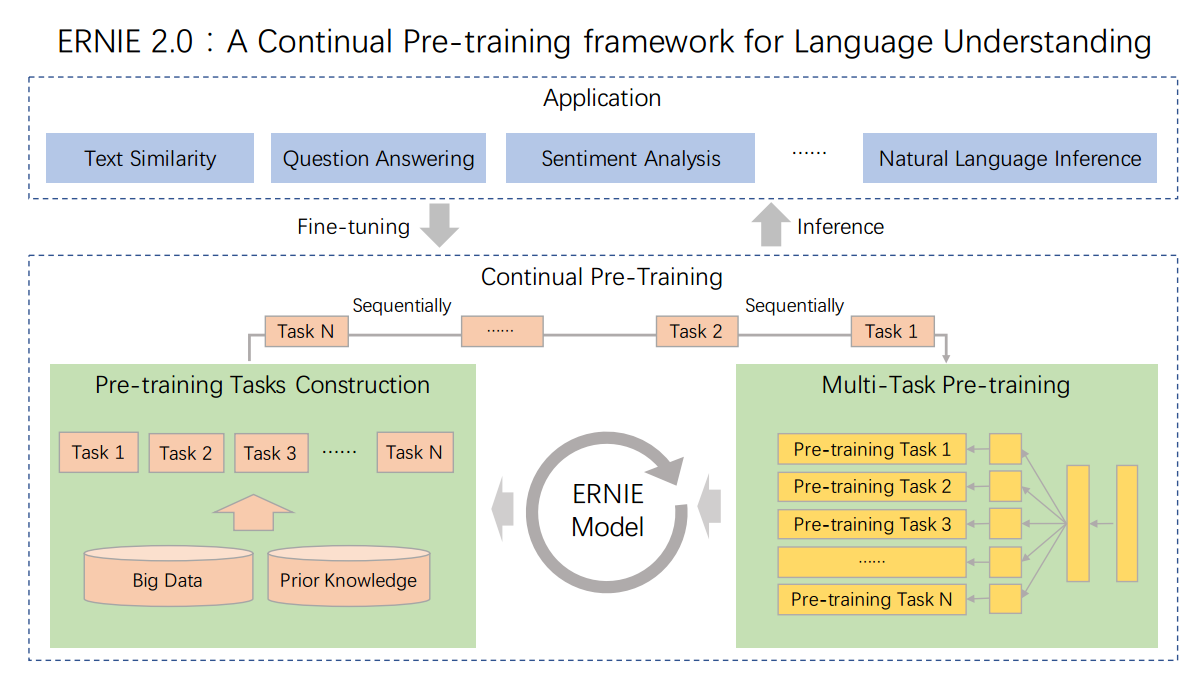 ERNIE 2.0：A Continual Pre-training framework for Language Understanding
Application
Text Similarity
Question Answering
Sentiment Analysis
······
Natural Language Inference
Fine-tuning
Inference
Continual Pre-Training
Sequentially
Sequentially
Task N
······
Task 2
Task 1
Pre-training Tasks Construction
Task 1
Task 2
Task 3
······
Task N
Big Data
Prior Knowledge
ERNIE
Model
Multi-Task Pre-training
Pre-training Task 1
Pre-training Task 2
Pre-training Task 3
······
Pre-training Task N